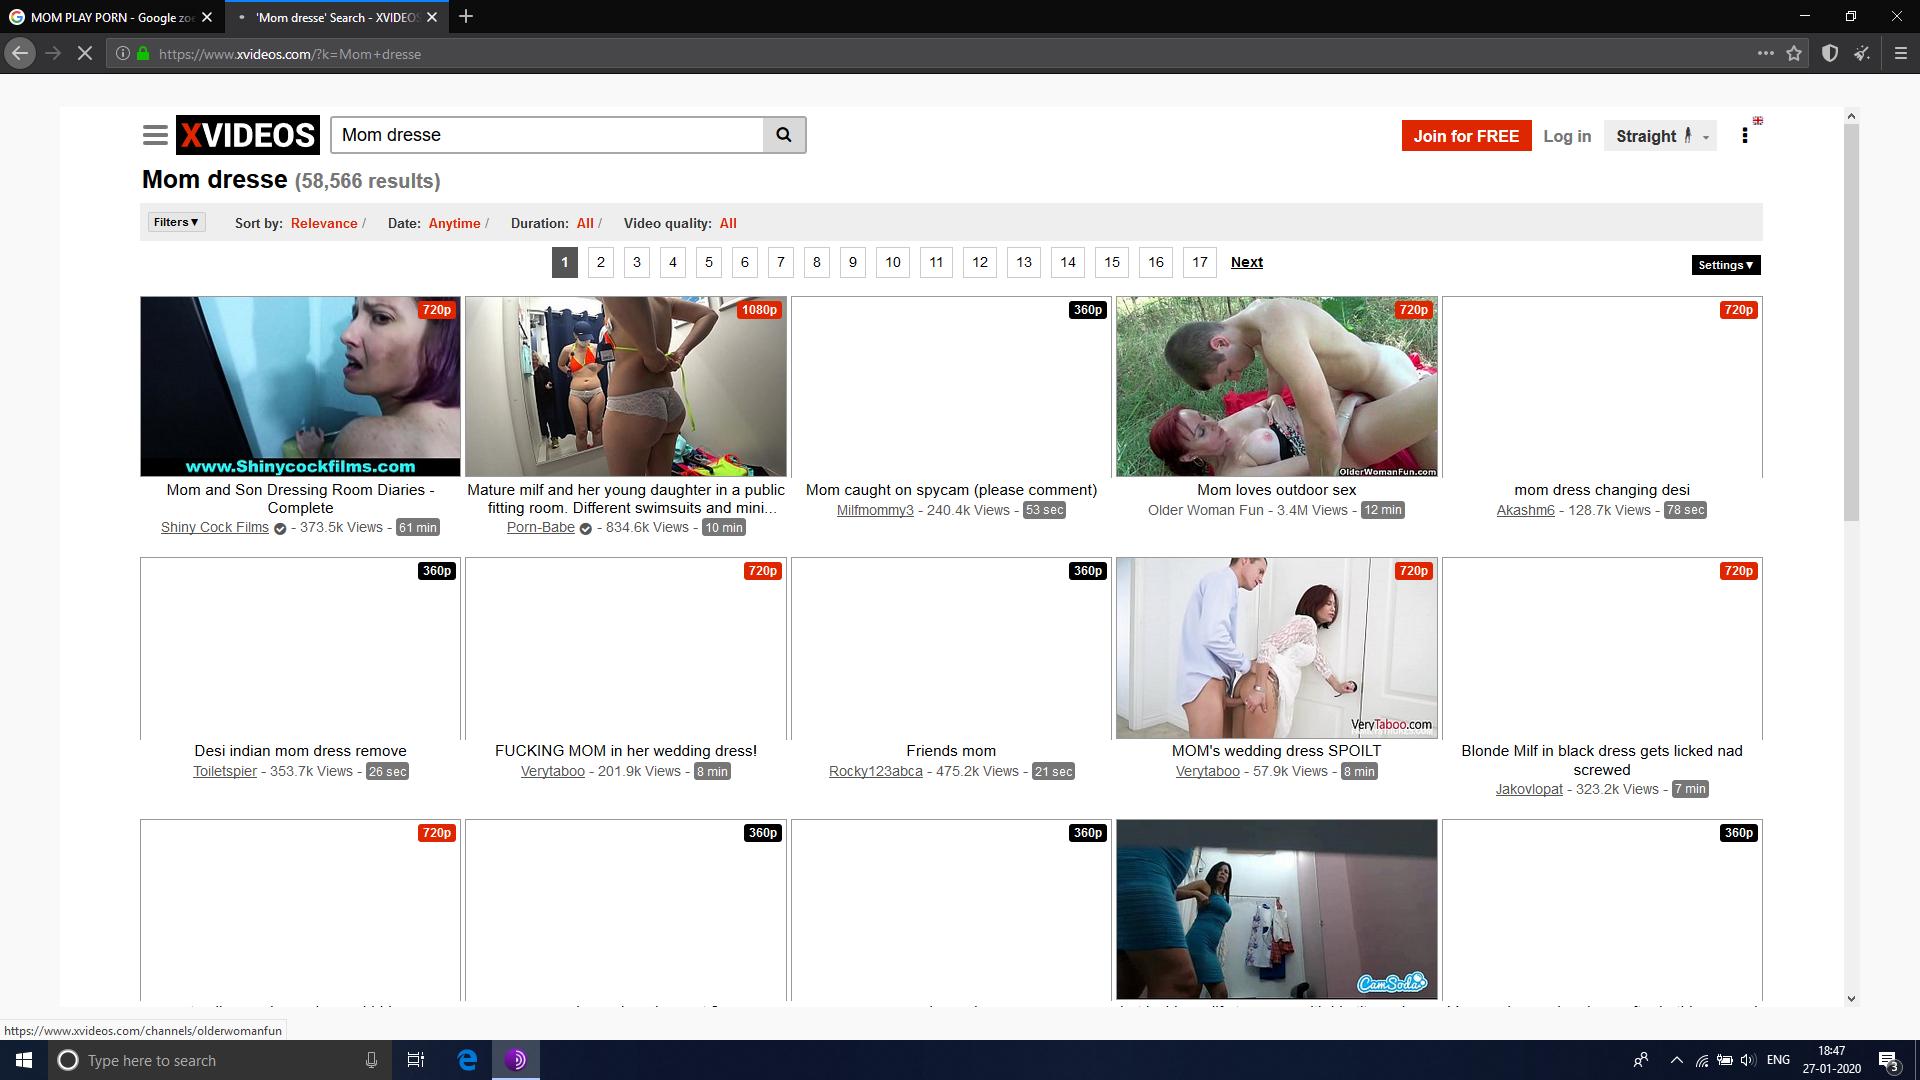 MOM PLAY PORN - Google zoe
'Mom dresse' Search - XVIDEOS
https://www.xvideos.com/?k=Mom+dresse
XVIDEOS
Mom dresse
Join for FREE
Log in
Straight
Mom dresse (58,566 results)
Filters ▾
Sort by: Relevance /
Date: Anytime /
Duration: All /
Video quality: All
1 2 3 4 5 6 7 8 9 10 11 12 13 14 15 16 17 Next
Settings ▾
720p
1080p
360p
720p
720p
www.Shinycockfilms.com
OlderWomanFun.com
Mom and Son Dressing Room Diaries -
Complete
Shiny Cock Films - 373.5k Views - 61 min
Mature milf and her young daughter in a public
fitting room. Different swimsuits and mini...
Porn-Babe - 834.6k Views - 10 min
Mom caught on spycam (please comment)
Milfmommy3 - 240.4k Views - 53 sec
Mom loves outdoor sex
Older Woman Fun - 3.4M Views - 12 min
mom dress changing desi
Akashm6 - 128.7k Views - 78 sec
360p
720p
360p
720p
720p
VeryTaboo.com
Desi indian mom dress remove
Toiletspier - 353.7k Views - 26 sec
FUCKING MOM in her wedding dress!
Verytaboo - 201.9k Views - 8 min
Friends mom
Rocky123abca - 475.2k Views - 21 sec
MOM's wedding dress SPOILT
Verytaboo - 57.9k Views - 8 min
Blonde Milf in black dress gets licked nad
screwed
Jakovlopat - 323.2k Views - 7 min
720p
360p
360p
360p
CamSoda
https://www.xvideos.com/channels/olderwomanfun
Type here to search
ENG
18:47
27-01-2020
3